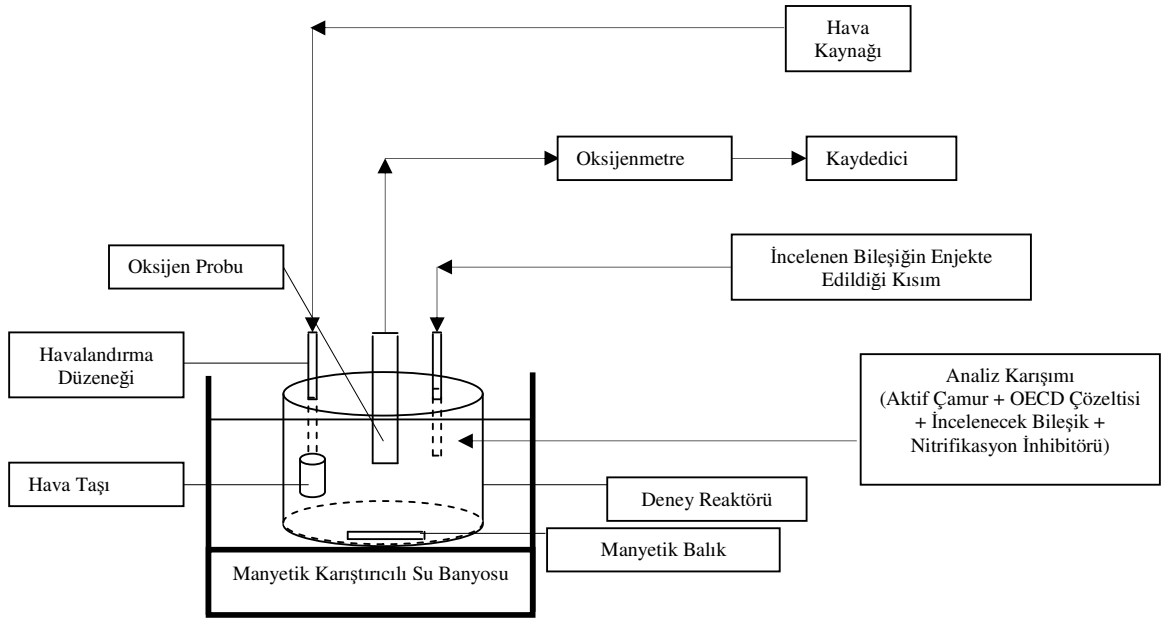 Hava
Kaynağı
Oksijenmetre
Kaydedici
Oksijen Probu
İncelenen Bileşiğin Enjekte
Edildiği Kısım
Havalandırma
Düzeneği
Analiz Karışımı
(Aktif Çamur + OECD Çözeltisi
+ İncelenecek Bileşik +
Nitrifikasyon İnhibitörü)
Hava Taşı
Deney Reaktörü
Manyetik Balık
Manyetik Karıştırıcılı Su Banyosu